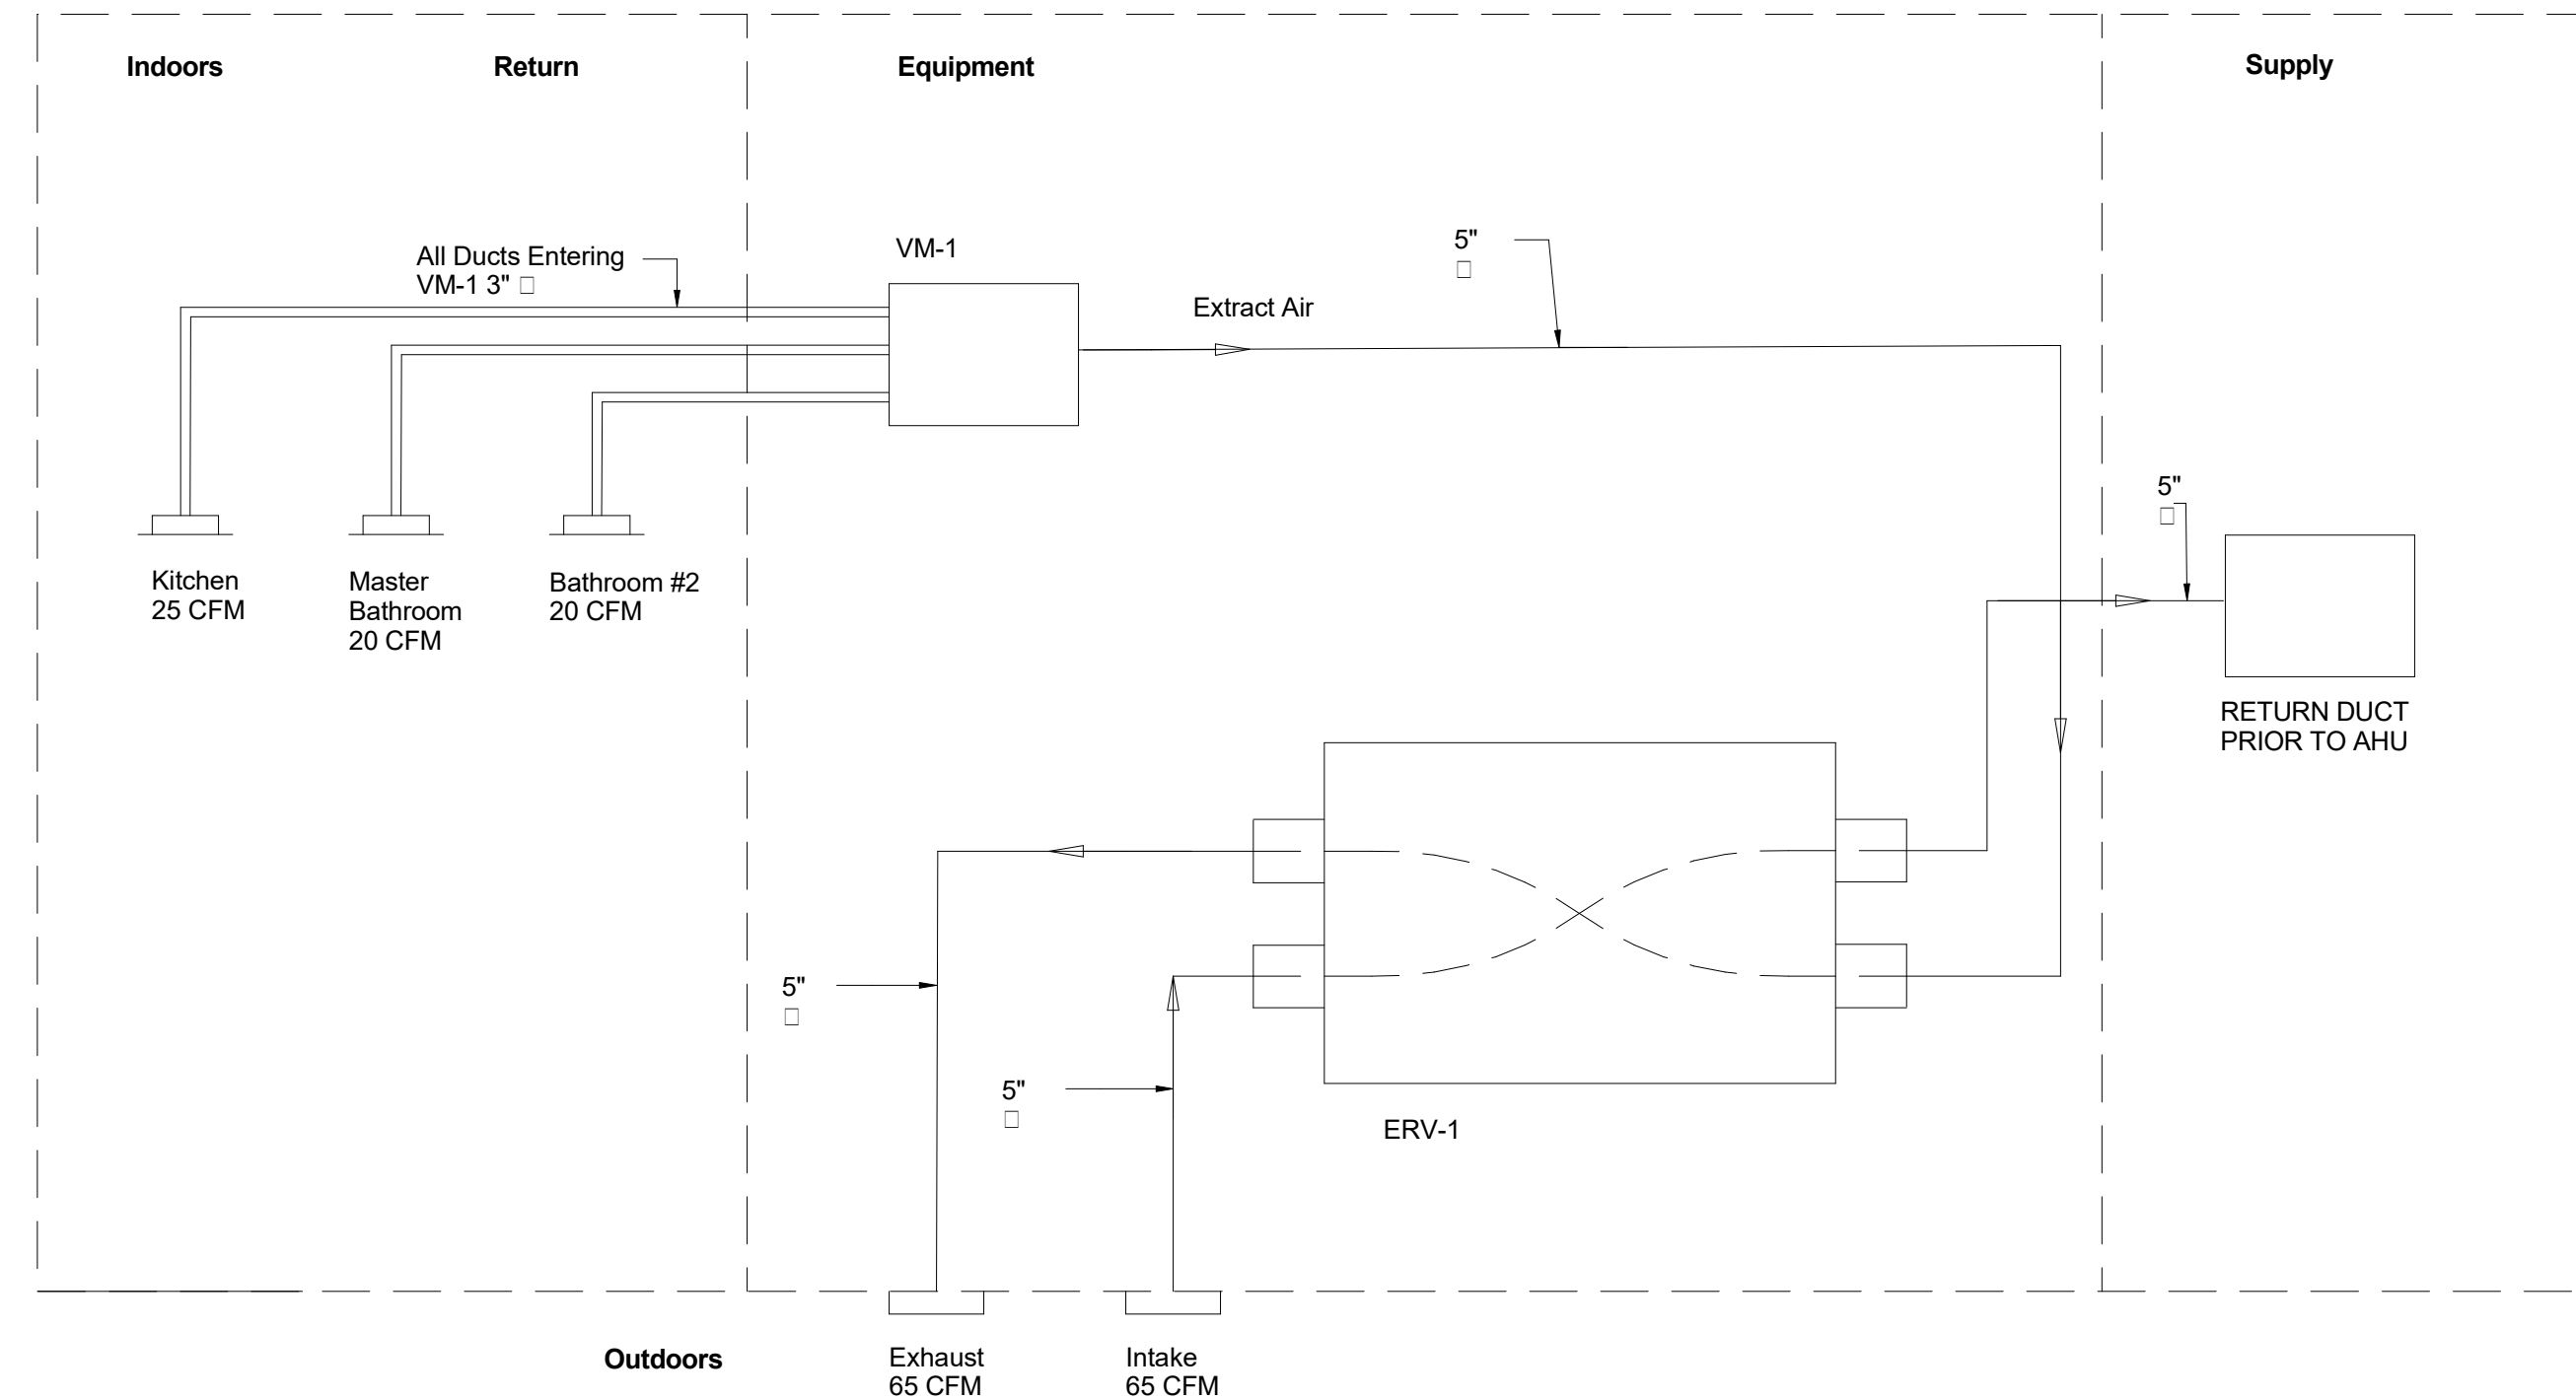 Indoors
Return
Equipment
Supply
All Ducts Entering
VM-1 3" □
VM-1
Extract Air
5"
□
Kitchen
25 CFM
Master
Bathroom
20 CFM
Bathroom #2
20 CFM
5"
□
RETURN DUCT
PRIOR TO AHU
5"
□
5"
□
ERV-1
Outdoors
Exhaust
65 CFM
Intake
65 CFM